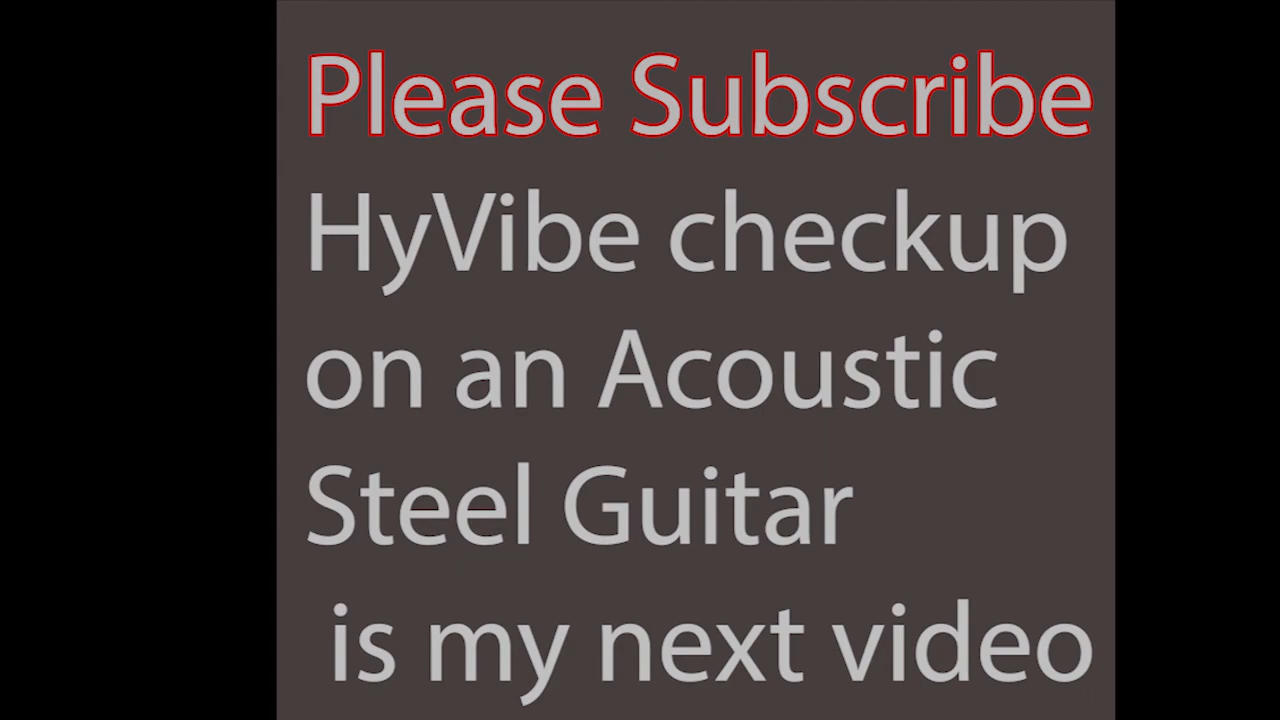 Please Subscribe
HyVibe checkup
on an Acoustic
Steel Guitar
is my next video